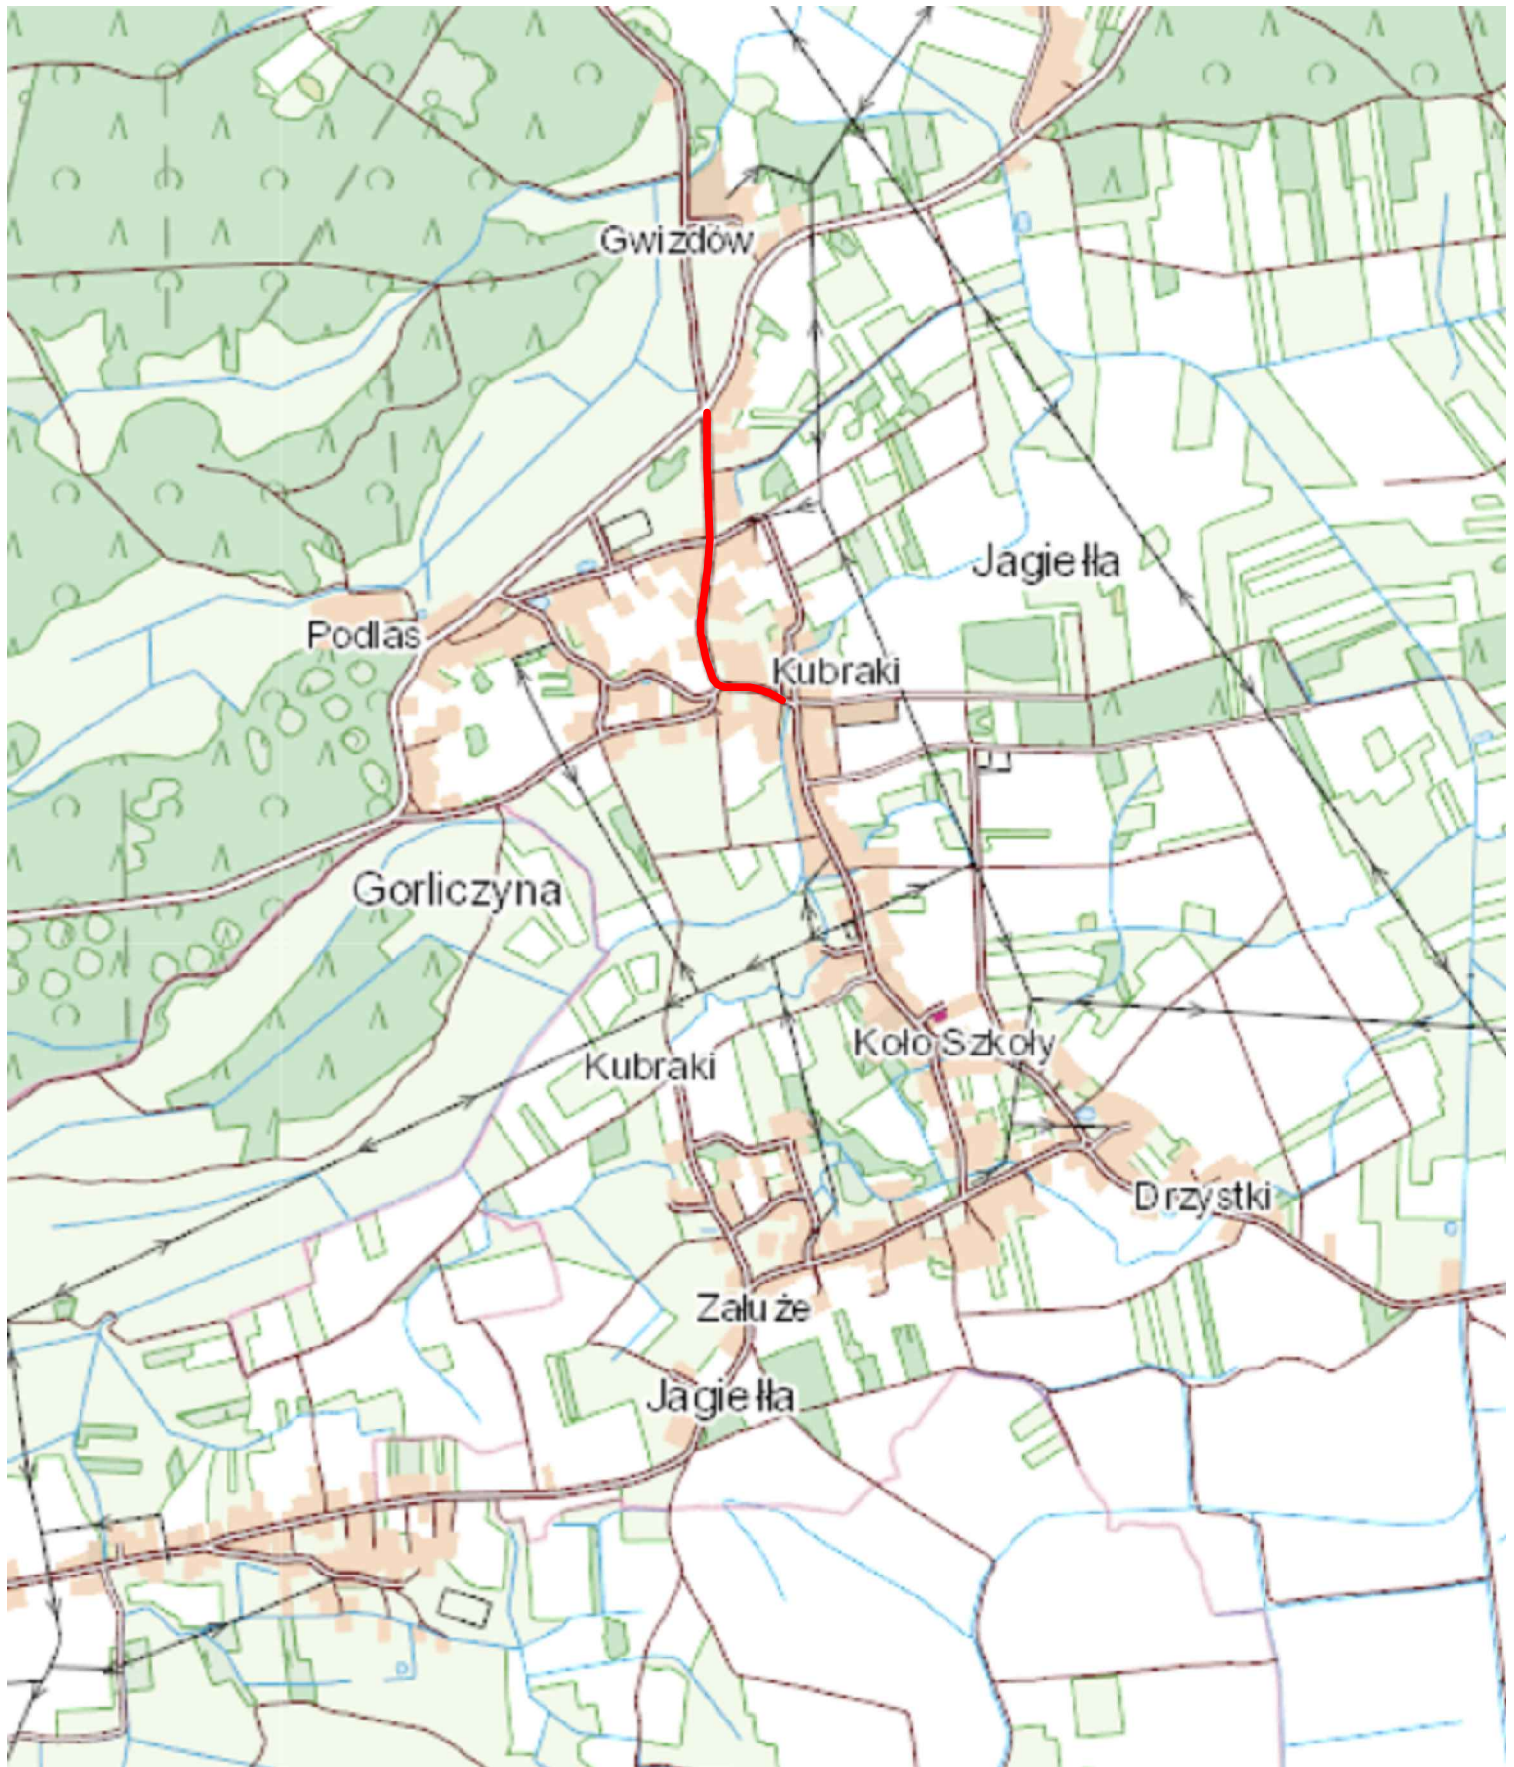 Gwizdów
Jagiełła
Podlas
Kubraki
Gorliczyna
Koło Szkoły
Kubraki
Drzystki
Załuże
Jagiełła